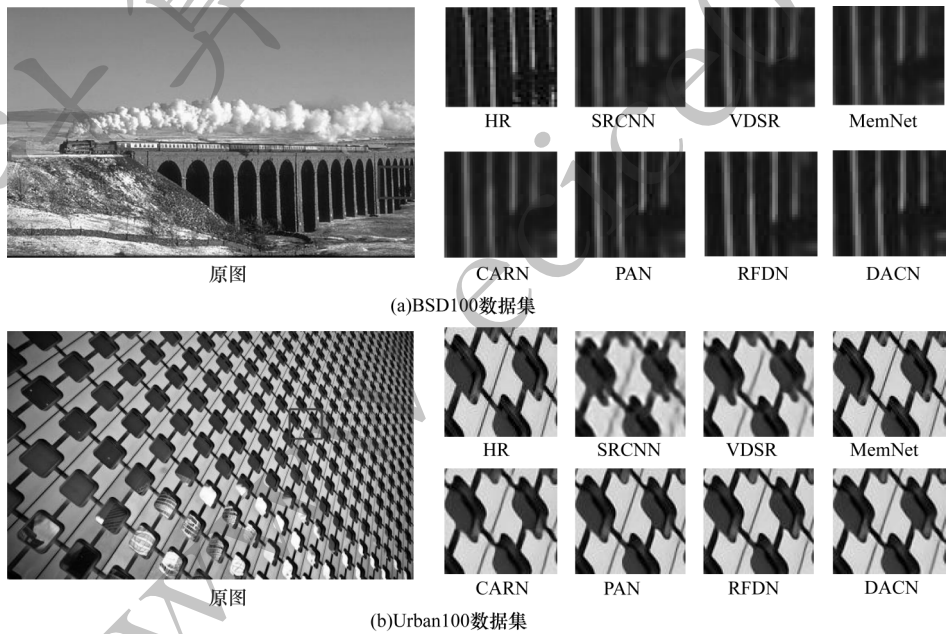 HR SRCNN VDSR MemNet
CARN PAN RFDN DACN
原图
(a)BSD100数据集
HR SRCNN VDSR MemNet
CARN PAN RFDN DACN
原图
(b)Urban100数据集